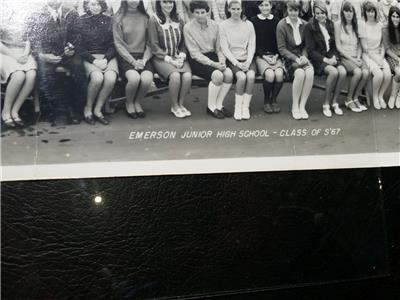 EMERSON JUNIOR HIGH SCHOOL - CLASS OF S'67